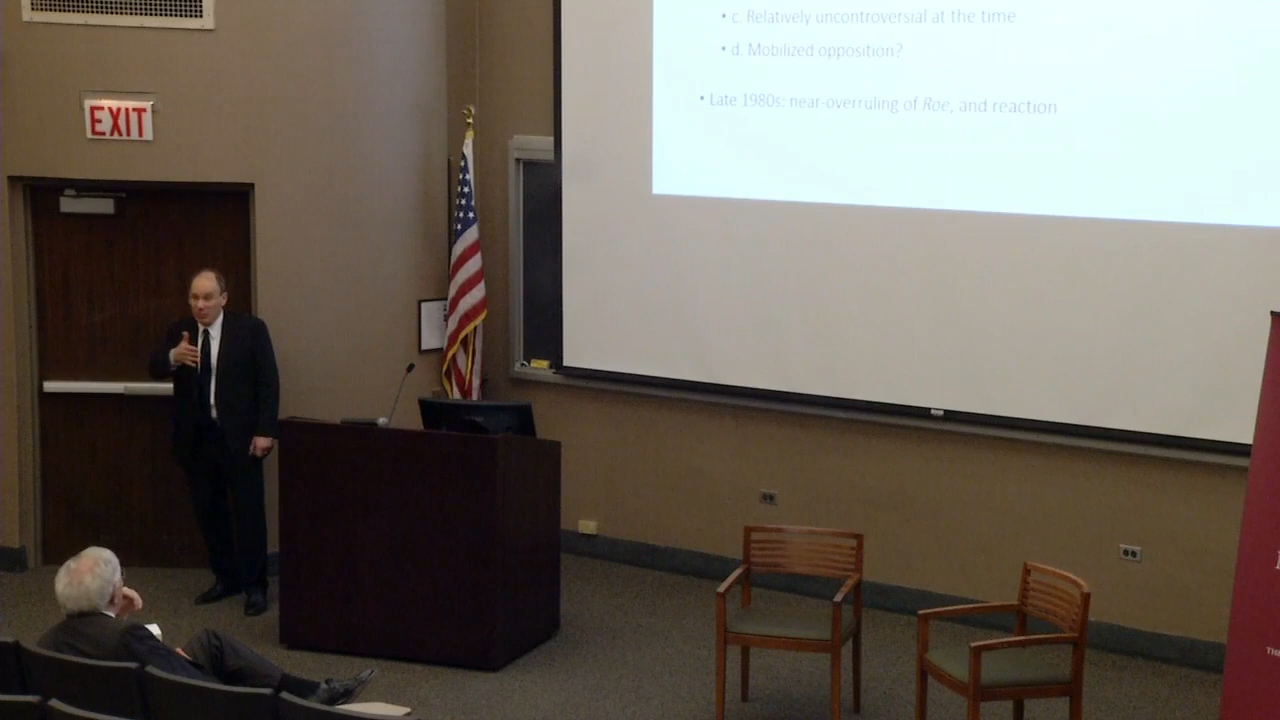 • c. Relatively uncontroversial at the time
• d. Mobilized opposition?
• Late 1980s: near-overruling of Roe, and reaction
EXIT